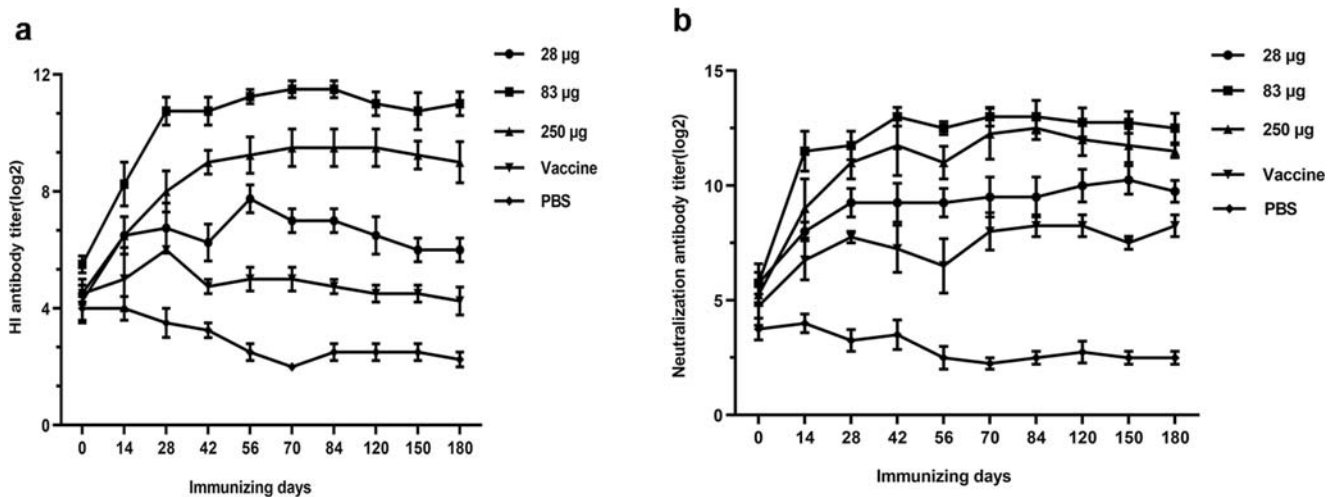 a
HI antibody titer(log2)
12
8
4
0
0 14 28 42 56 70 84 120 150 180
Immunizing days
28 µg
83 µg
250 µg
Vaccine
PBS
b
Neutralization antibody titer(log2)
15
10
5
0
0 14 28 42 56 70 84 120 150 180
Immunizing days
28 µg
83 µg
250 µg
Vaccine
PBS